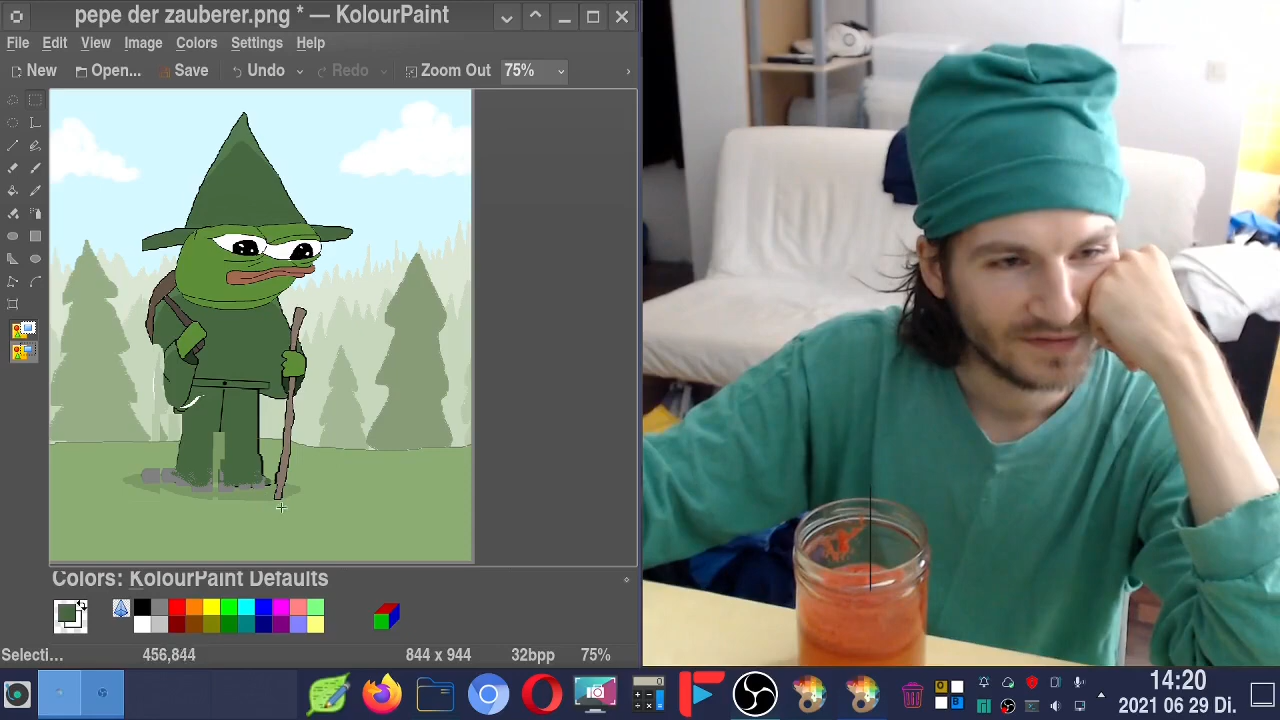 pepe der zauberer.png * — KolourPaint
File Edit View Image Colors Settings Help
New Open... Save Undo Redo Zoom Out 75%
Colors: KolourPaint Defaults
Selecti... 456,844 844 x 944 32bpp 75%
14:20
2021 06 29 Di.